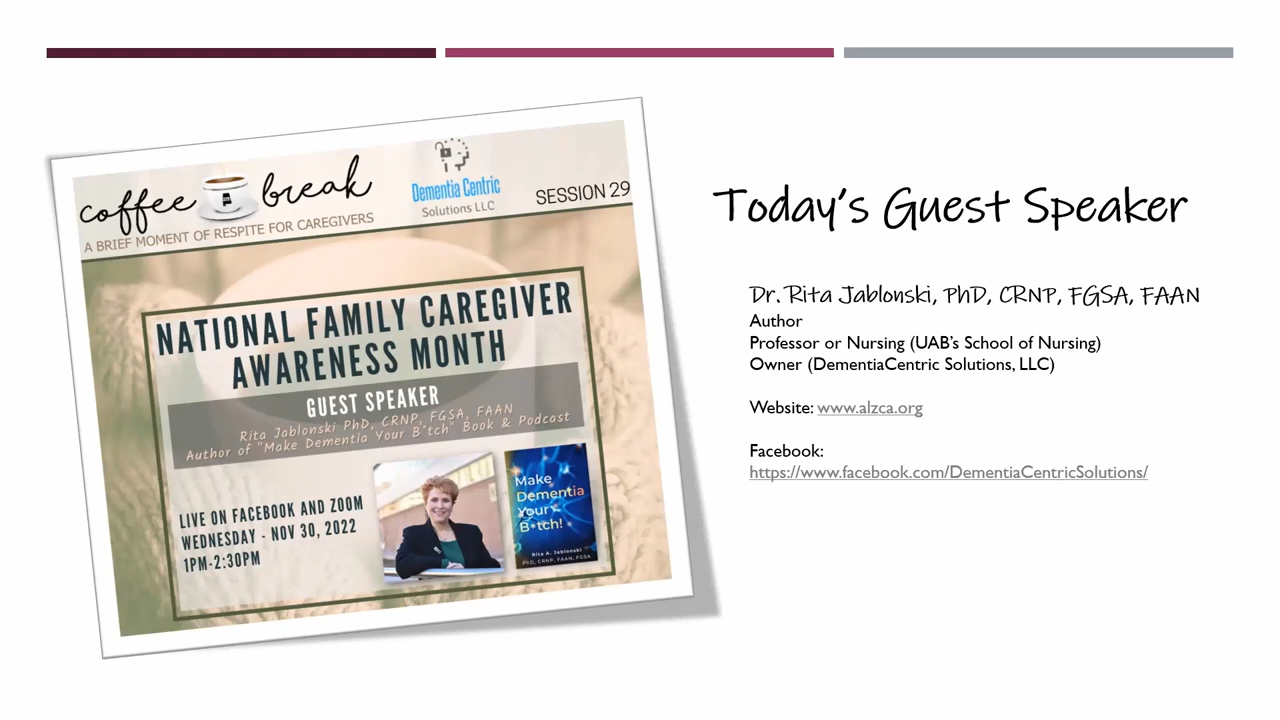 coffee break
A BRIEF MOMENT OF RESPITE FOR CAREGIVERS
Dementia Centric
Solutions LLC
SESSION 29
NATIONAL FAMILY CAREGIVER
AWARENESS MONTH
GUEST SPEAKER
Rita Jablonski PhD, CRNP, FGSA, FAAN
Author of "Make Dementia Your B*tch" Book & Podcast
LIVE ON FACEBOOK AND ZOOM
WEDNESDAY - NOV 30, 2022
1PM-2:30PM
Make
Dementia
Your
B*tch!
Rita A. Jablonski
PhD, CRNP, FAAN, FGSA
Today's Guest Speaker
Dr. Rita Jablonski, PhD, CRNP, FGSA, FAAN
Author
Professor or Nursing (UAB's School of Nursing)
Owner (DementiaCentric Solutions, LLC)
Website: www.alzca.org
Facebook:
https://www.facebook.com/DementiaCentricSolutions/